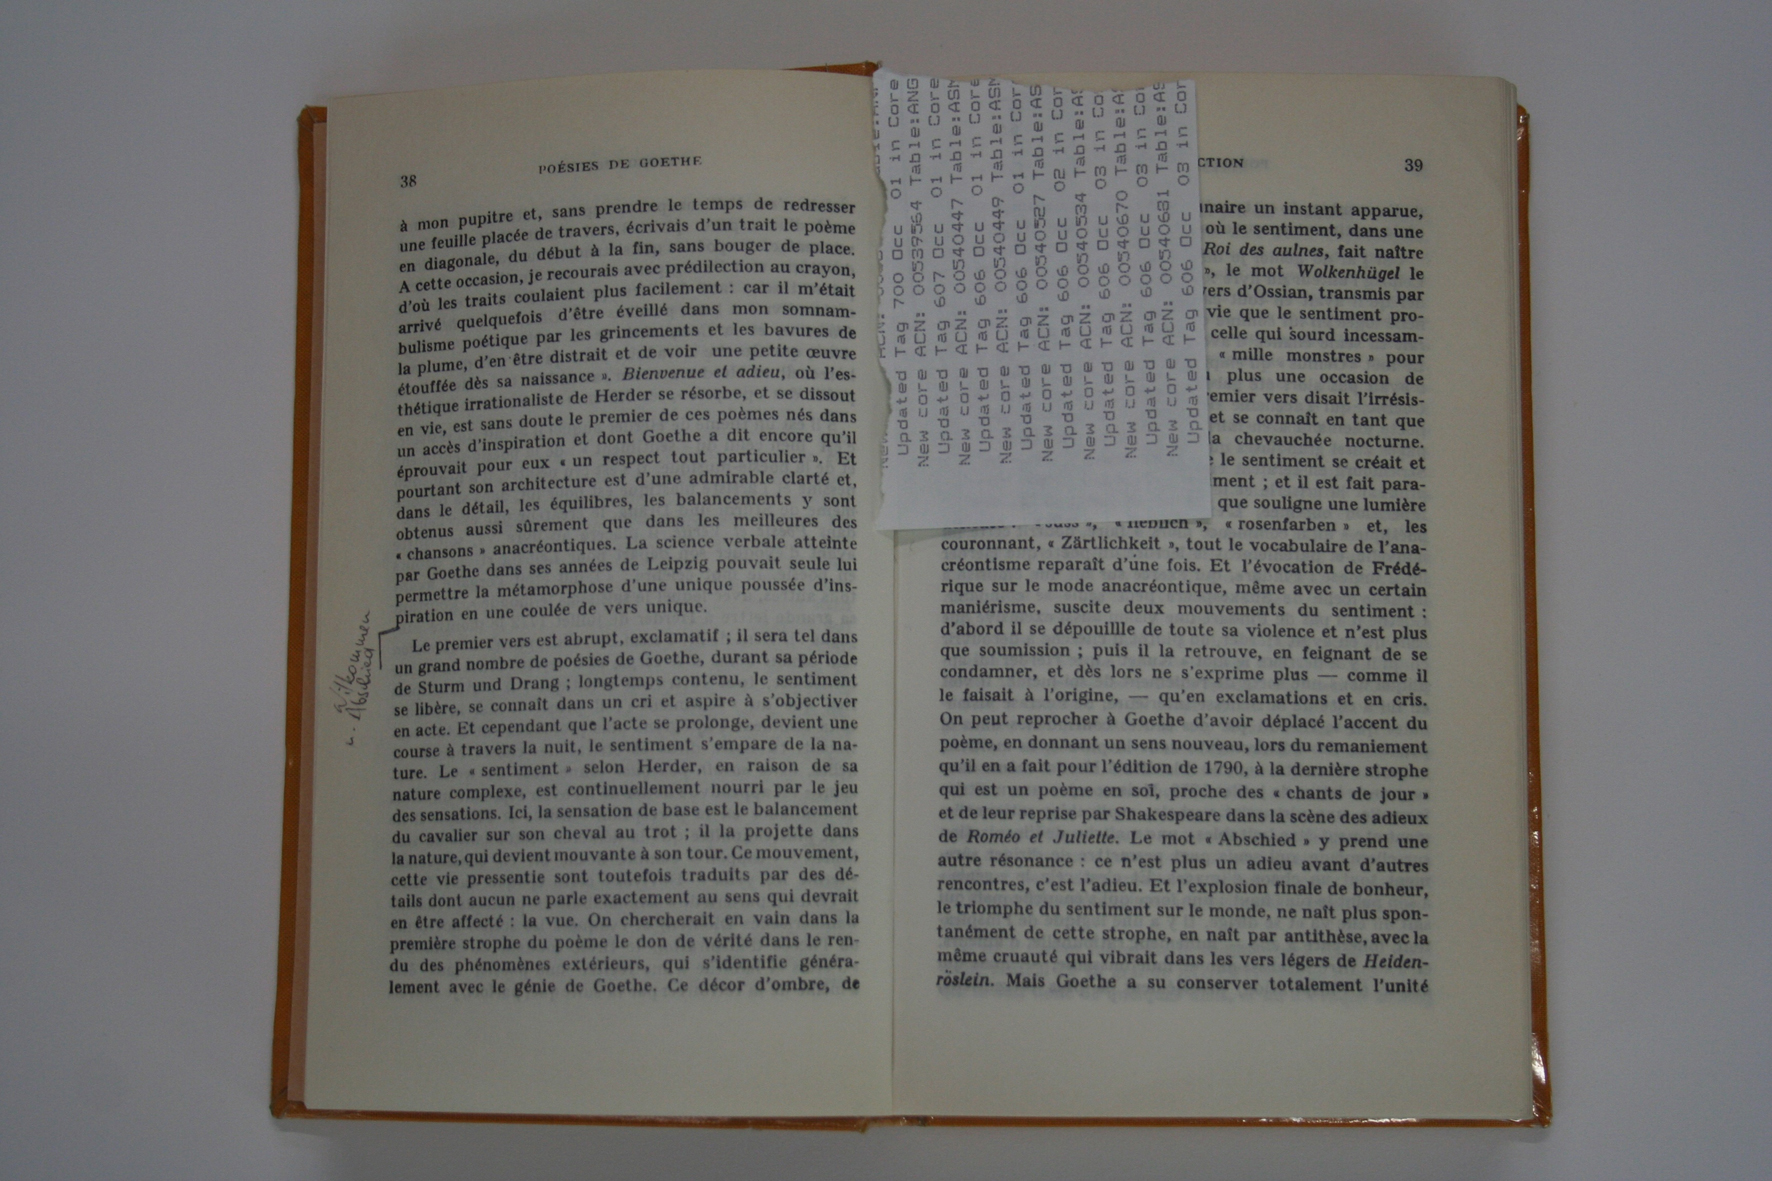 38
POÉSIES DE GOETHE
à mon pupitre et, sans prendre le temps de redresser
une feuille placée de travers, écrivais d'un trait le poème
en diagonale, du début à la fin, sans bouger de place.
A cette occasion, je recourais avec prédilection au crayon,
d'où les traits coulaient plus facilement : car il m'était
arrivé quelquefois d'être éveillé dans mon somnam-
bulisme poétique par les grincements et les bavures de
la plume, d'en être distrait et de voir une petite œuvre
étouffée dès sa naissance ». Bienvenue et adieu, où l'es-
thétique irrationaliste de Herder se résorbe, et se dissout
en vie, est sans doute le premier de ces poèmes nés dans
un accès d'inspiration et dont Goethe a dit encore qu'il
éprouvait pour eux « un respect tout particulier ». Et
pourtant son architecture est d'une admirable clarté et,
dans le détail, les équilibres, les balancements y sont
obtenus aussi sûrement que dans les meilleures des
« chansons » anacréontiques. La science verbale atteinte
par Goethe dans ses années de Leipzig pouvait seule lui
permettre la métamorphose d'une unique poussée d'ins-
piration en une coulée de vers unique.
Le premier vers est abrupt, exclamatif ; il sera tel dans
un grand nombre de poésies de Goethe, durant sa période
de Sturm und Drang ; longtemps contenu, le sentiment
se libère, se connaît dans un cri et aspire à s'objectiver
en acte. Et cependant que l'acte se prolonge, devient une
course à travers la nuit, le sentiment s'empare de la na-
ture. Le « sentiment » selon Herder, en raison de sa
nature complexe, est continuellement nourri par le jeu
des sensations. Ici, la sensation de base est le balancement
du cavalier sur son cheval au trot ; il la projette dans
la nature, qui devient mouvante à son tour. Ce mouvement,
cette vie pressentie sont toutefois traduits par des dé-
tails dont aucun ne parle exactement au sens qui devrait
en être affecté : la vue. On chercherait en vain dans la
première strophe du poème le don de vérité dans le ren-
du des phénomènes extérieurs, qui s'identifie généra-
lement avec le génie de Goethe. Ce décor d'ombre, de
u. Abschied
Updated Tag 700 Occ 01 in Core
New core ACN: 00539564 Table:ANG
Updated Tag 607 Occ 01 in Core
New core ACN: 00540447 Table:ASN
Updated Tag 606 Occ 01 in Core
New core ACN: 00540449 Table:ASN
Updated Tag 606 Occ 01 in Cor
New core ACN: 00540527 Table:AS
Updated Tag 606 Occ 02 in Cor
New core ACN: 00540534 Table:AS
Updated Tag 606 Occ 03 in Co
New core ACN: 00540670 Table:AS
Updated Tag 606 Occ 03 in Co
New core ACN: 00540681 Table:AS
Updated Tag 606 Occ 03 in Cor
CTION
39
naire un instant apparue,
où le sentiment, dans une
Roi des aulnes, fait naître
», le mot Wolkenhügel le
vers d'Ossian, transmis par
vie que le sentiment pro-
celle qui sourd incessam-
« mille monstres » pour
plus une occasion de
remier vers disait l'irrésis-
et se connaît en tant que
la chevauchée nocturne.
le sentiment se créait et
ment ; et il est fait para-
que souligne une lumière
», « lieblich », « rosenfarben » et, les
couronnant, « Zärtlichkeit », tout le vocabulaire de l'ana-
créontisme reparaît d'une fois. Et l'évocation de Frédé-
rique sur le mode anacréontique, même avec un certain
maniérisme, suscite deux mouvements du sentiment :
d'abord il se dépouillle de toute sa violence et n'est plus
que soumission ; puis il la retrouve, en feignant de se
condamner, et dès lors ne s'exprime plus — comme il
le faisait à l'origine, — qu'en exclamations et en cris.
On peut reprocher à Goethe d'avoir déplacé l'accent du
poème, en donnant un sens nouveau, lors du remaniement
qu'il en a fait pour l'édition de 1790, à la dernière strophe
qui est un poème en soi, proche des « chants de jour »
et de leur reprise par Shakespeare dans la scène des adieux
de Roméo et Juliette. Le mot « Abschied » y prend une
autre résonance : ce n'est plus un adieu avant d'autres
rencontres, c'est l'adieu. Et l'explosion finale de bonheur,
le triomphe du sentiment sur le monde, ne naît plus spon-
tanément de cette strophe, en naît par antithèse, avec la
même cruauté qui vibrait dans les vers légers de Heiden-
röslein. Mais Goethe a su conserver totalement l'unité